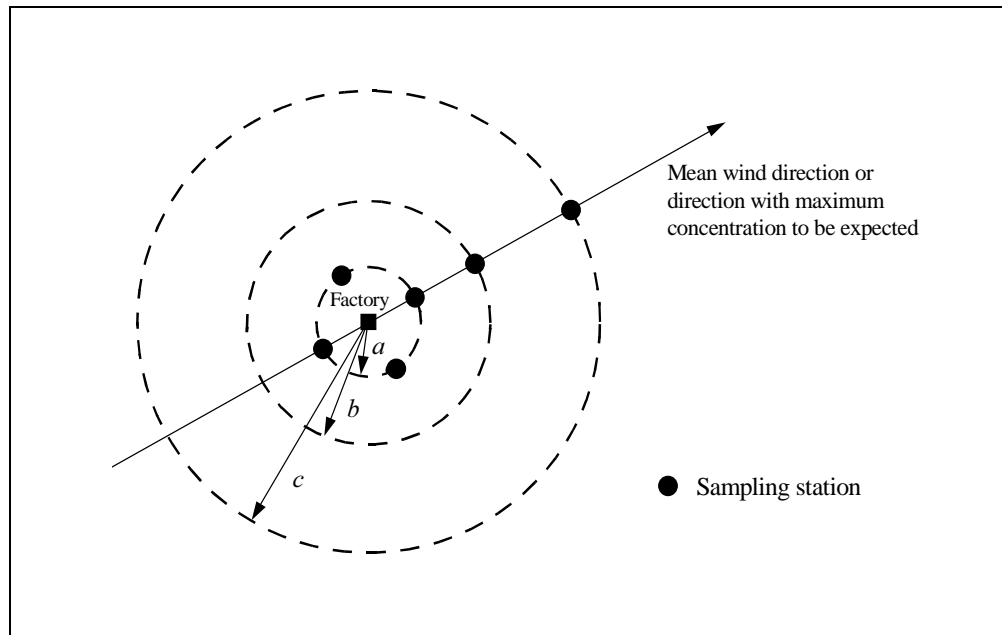 Mean wind direction or
direction with maximum
concentration to be expected
Factory
a
b
c
Sampling station